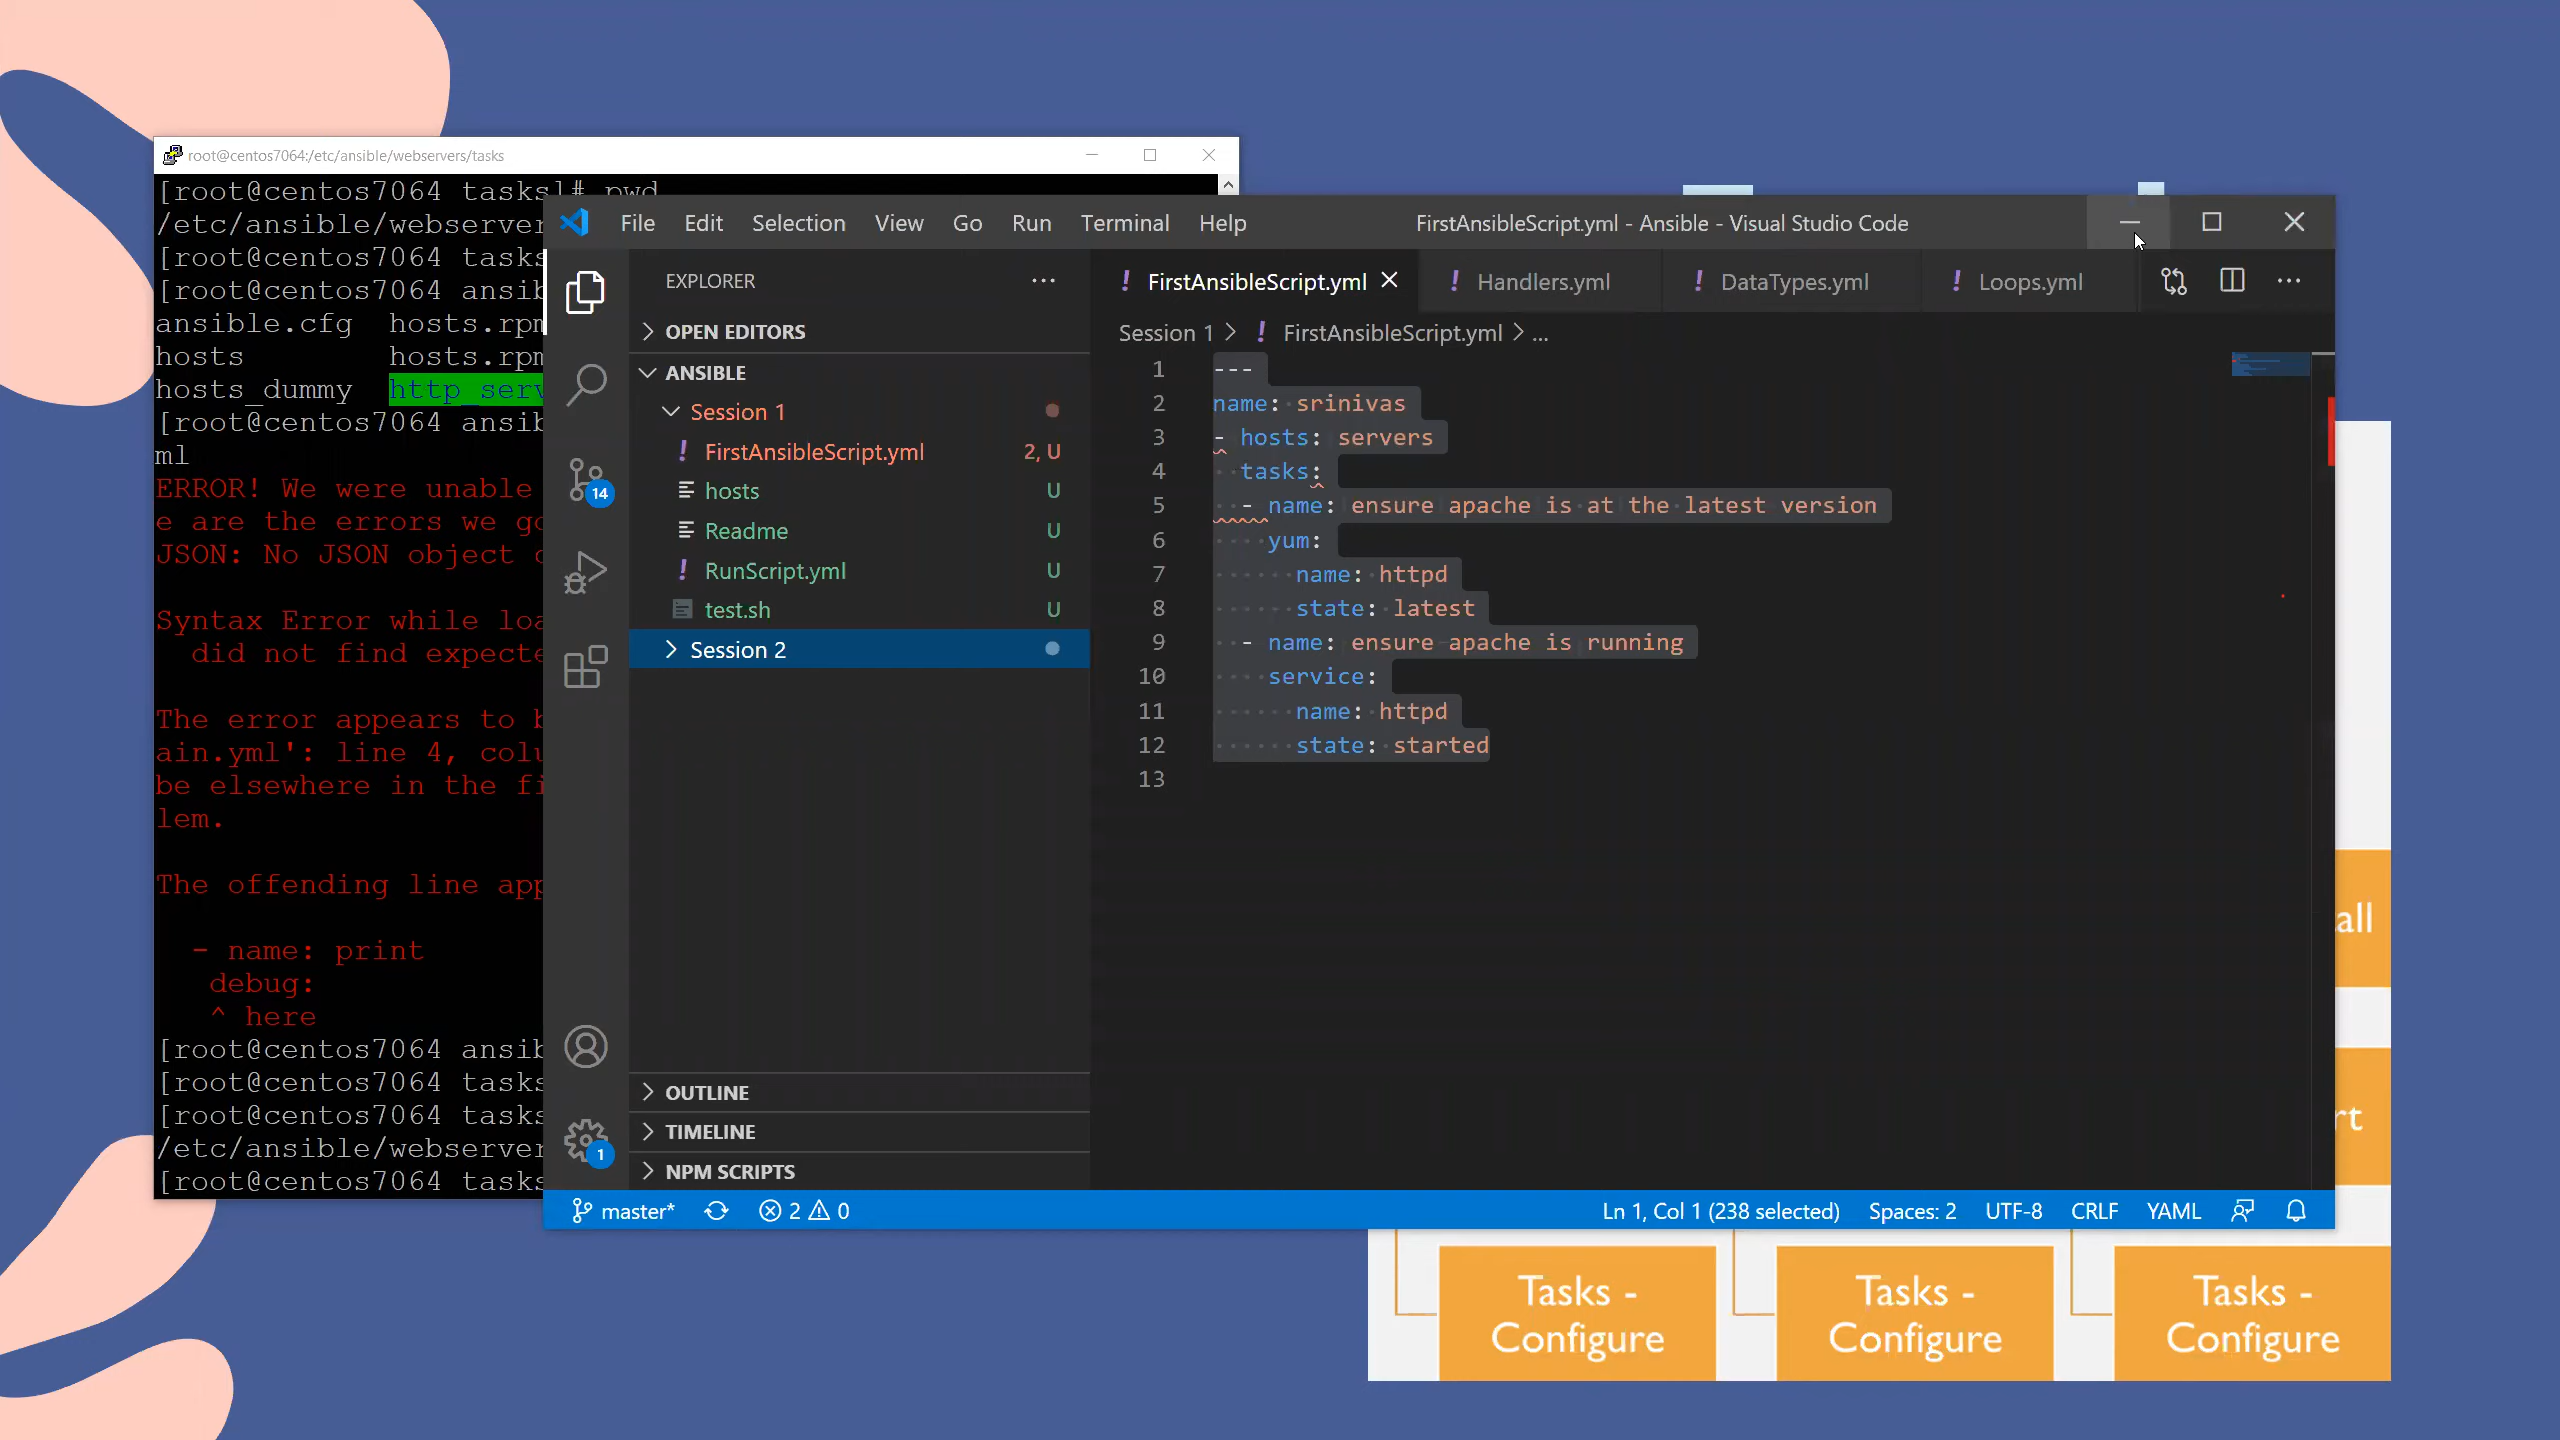 root@centos7064:/etc/ansible/webservers/tasks
[root@centos7064 tasks]# pwd
/etc/ansible/webserver
[root@centos7064 tasks
[root@centos7064 ansib
ansible.cfg hosts.rpm
hosts hosts.rpm
hosts_dummy http_serv
[root@centos7064 ansib
ml
ERROR! We were unable
e are the errors we go
JSON: No JSON object
Syntax Error while loa
did not find expecte
The error appears to b
ain.yml': line 4, colu
be elsewhere in the fi
lem.
The offending line app
- name: print
debug:
^ here
[root@centos7064 ansib
[root@centos7064 tasks
[root@centos7064 tasks
/etc/ansible/webserver
[root@centos7064 tasks
File Edit Selection View Go Run Terminal Help
FirstAnsibleScript.yml - Ansible - Visual Studio Code
EXPLORER
OPEN EDITORS
ANSIBLE
Session 1
FirstAnsibleScript.yml 2, U
hosts U
Readme U
RunScript.yml U
test.sh U
Session 2
OUTLINE
TIMELINE
NPM SCRIPTS
14
1
! FirstAnsibleScript.yml ! Handlers.yml ! DataTypes.yml ! Loops.yml
Session 1 > ! FirstAnsibleScript.yml > ...
1 ---
2 name: srinivas
3 - hosts: servers
4 tasks:
5 - name: ensure apache is at the latest version
6 yum:
7 name: httpd
8 state: latest
9 - name: ensure apache is running
10 service:
11 name: httpd
12 state: started
13
master* 2 0
Ln 1, Col 1 (238 selected) Spaces: 2 UTF-8 CRLF YAML
all
rt
Tasks -
Configure
Tasks -
Configure
Tasks -
Configure